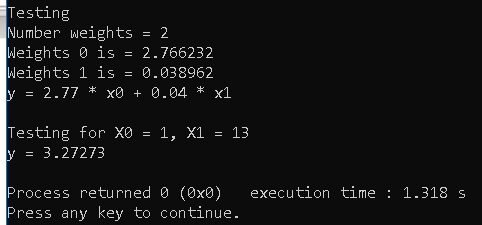 Testing
Number weights = 2
Weights 0 is = 2.766232
Weights 1 is = 0.038962
y = 2.77 * x0 + 0.04 * x1
Testing for X0 = 1, X1 = 13
y = 3.27273
Process returned 0 (0x0)   execution time : 1.318 s
Press any key to continue.